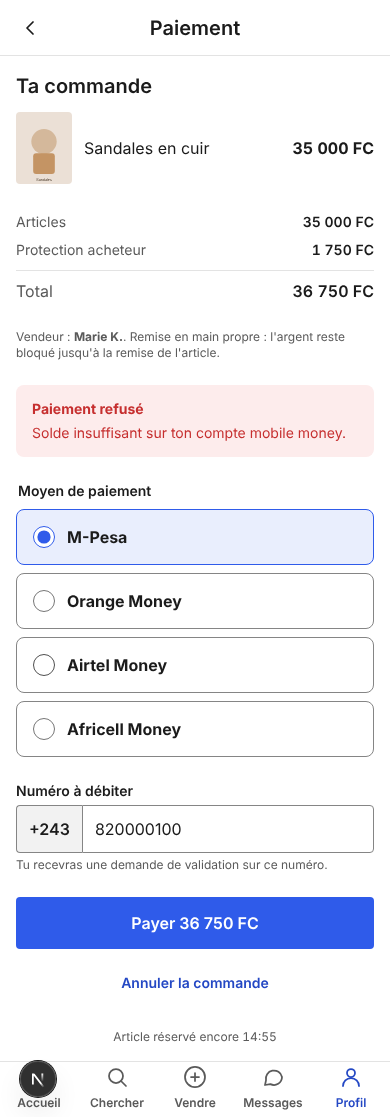 Paiement
Ta commande
Sandales
Sandales en cuir
35 000 FC
Articles
35 000 FC
Protection acheteur
1 750 FC
Total
36 750 FC
Vendeur : Marie K.. Remise en main propre : l'argent reste
bloqué jusqu'à la remise de l'article.
Paiement refusé
Solde insuffisant sur ton compte mobile money.
Moyen de paiement
M-Pesa
Orange Money
Airtel Money
Africell Money
Numéro à débiter
+243
820000100
Tu recevras une demande de validation sur ce numéro.
Payer 36 750 FC
Annuler la commande
Article réservé encore 14:55
N
Accueil
Chercher
Vendre
Messages
Profil